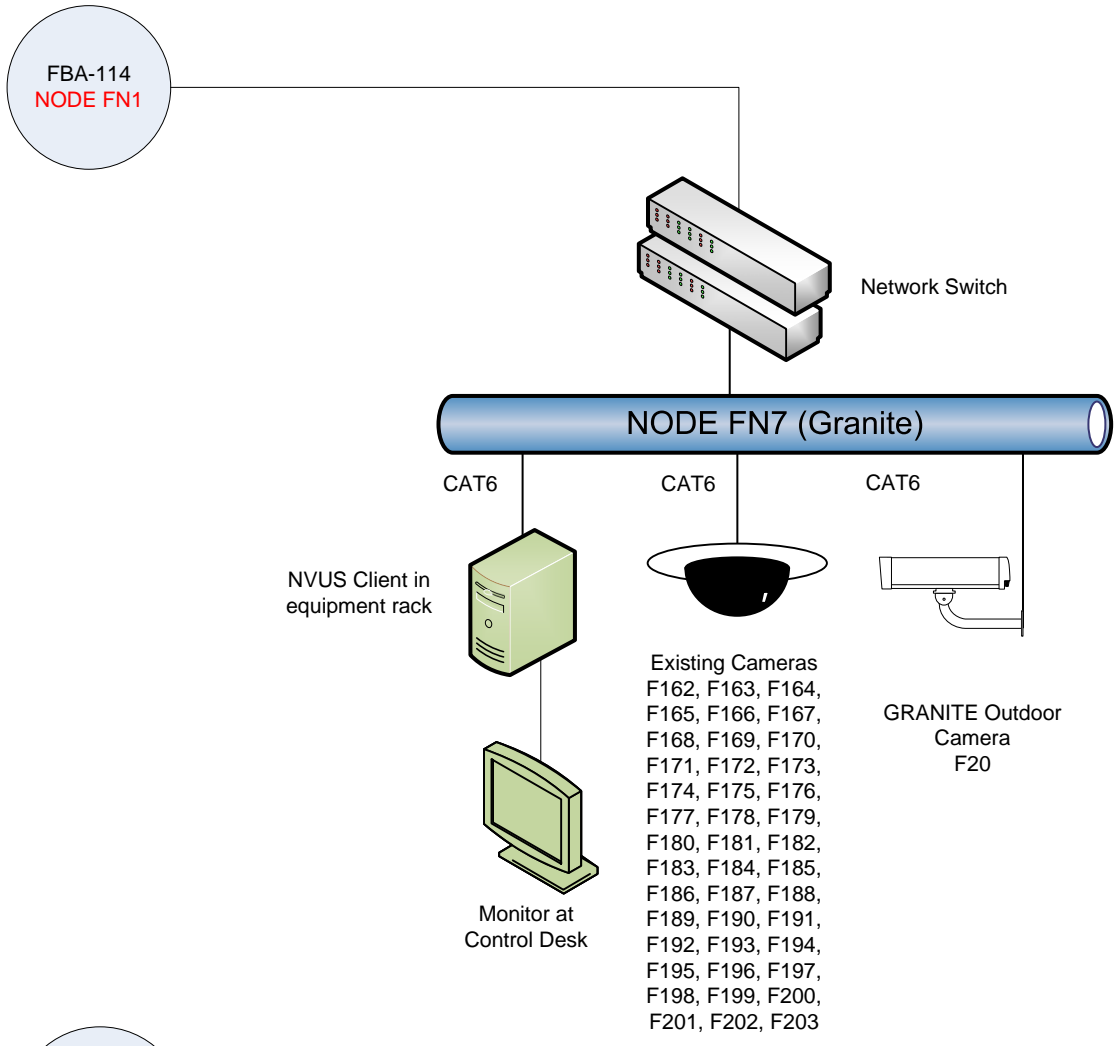 FBA-114
NODE FN1
Network Switch
NODE FN7 (Granite)
CAT6
CAT6
CAT6
NVUS Client in
equipment rack
Monitor at
Control Desk
Existing Cameras
F162, F163, F164,
F165, F166, F167,
F168, F169, F170,
F171, F172, F173,
F174, F175, F176,
F177, F178, F179,
F180, F181, F182,
F183, F184, F185,
F186, F187, F188,
F189, F190, F191,
F192, F193, F194,
F195, F196, F197,
F198, F199, F200,
F201, F202, F203
GRANITE Outdoor
Camera
F20